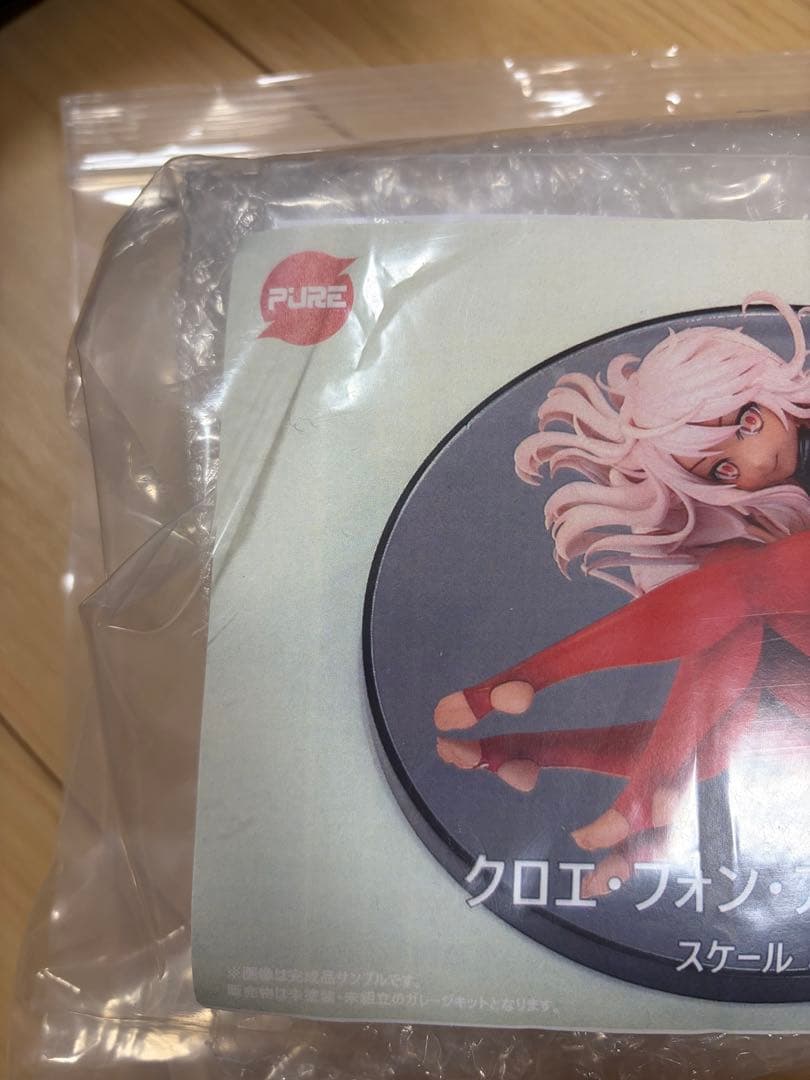 PURE
クロエ・フォン・ア
スケール
※画像は完成品サンプルです。
販売物は未塗装・未組立のガレージキットとなります。